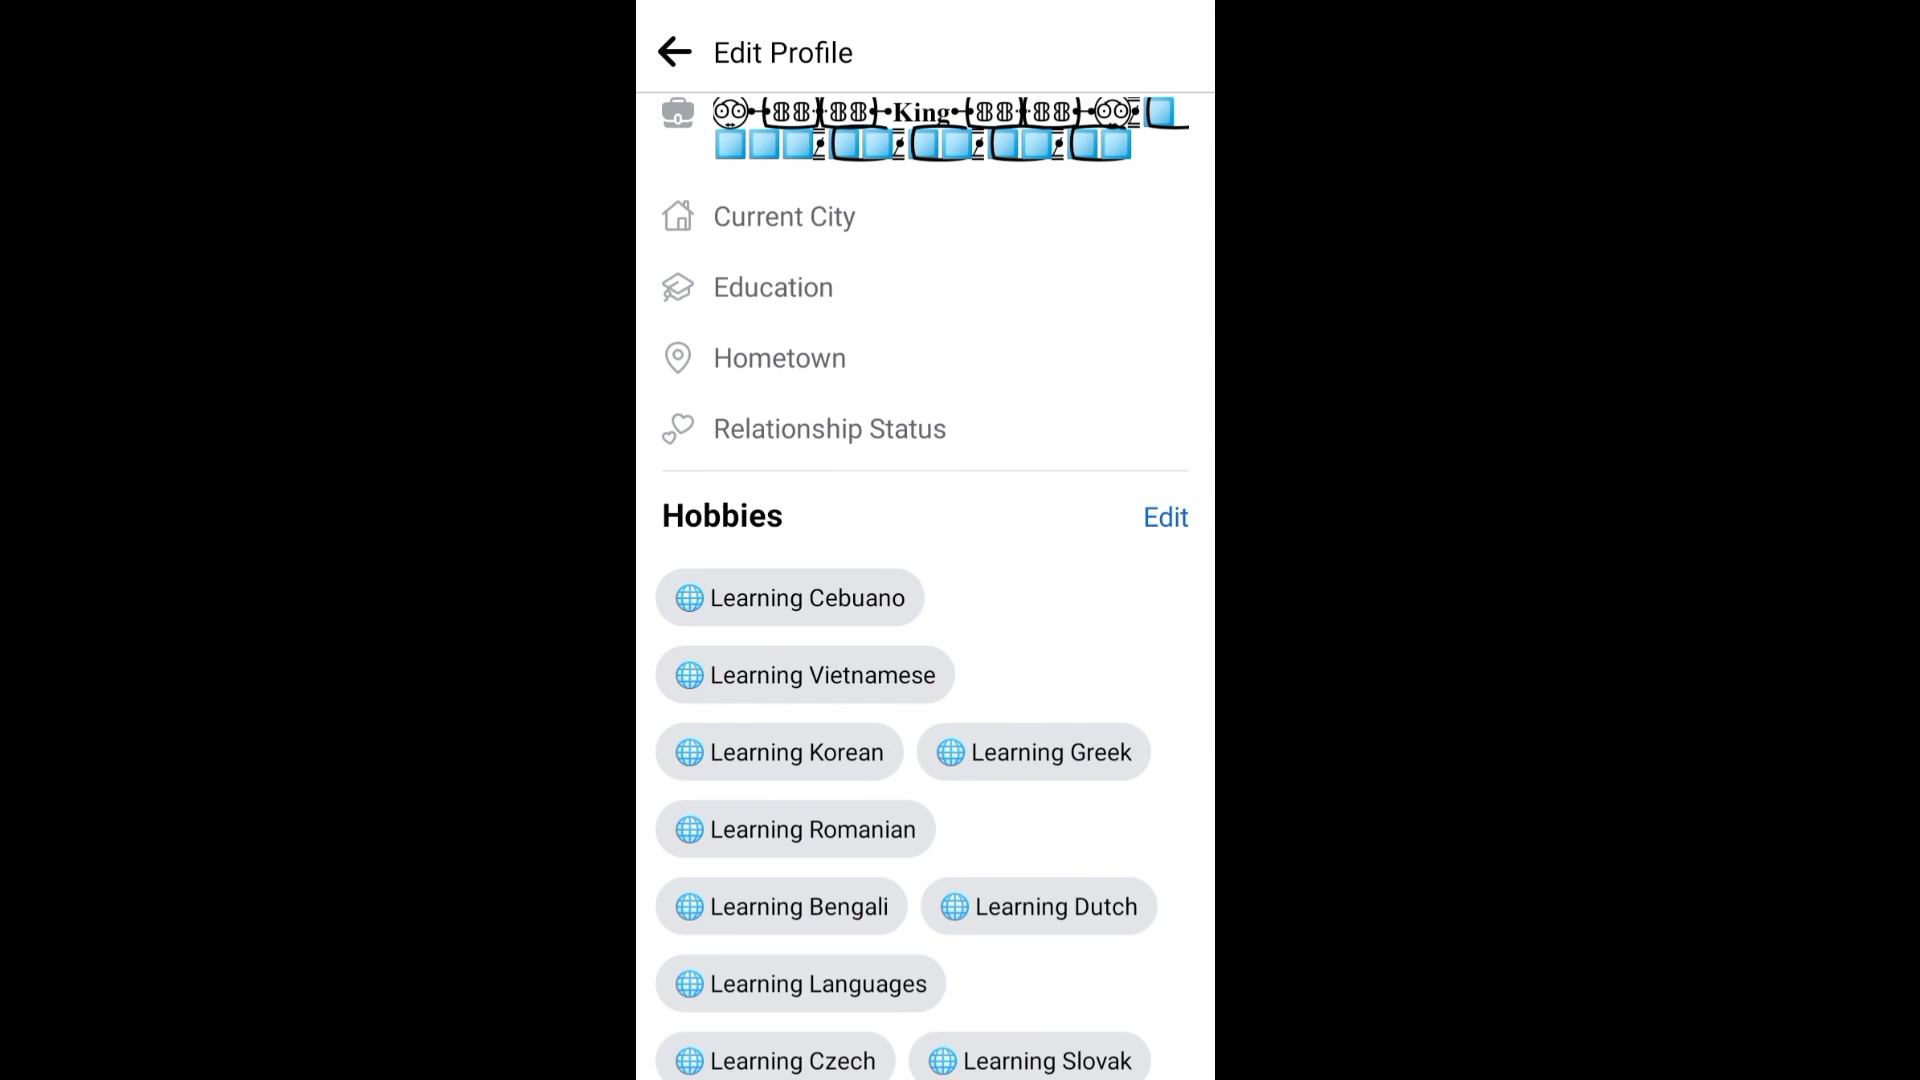 Edit Profile
King
Current City
Education
Hometown
Relationship Status
Hobbies
Edit
🌐 Learning Cebuano
🌐 Learning Vietnamese
🌐 Learning Korean 🌐 Learning Greek
🌐 Learning Romanian
🌐 Learning Bengali 🌐 Learning Dutch
🌐 Learning Languages
🌐 Learning Czech 🌐 Learning Slovak